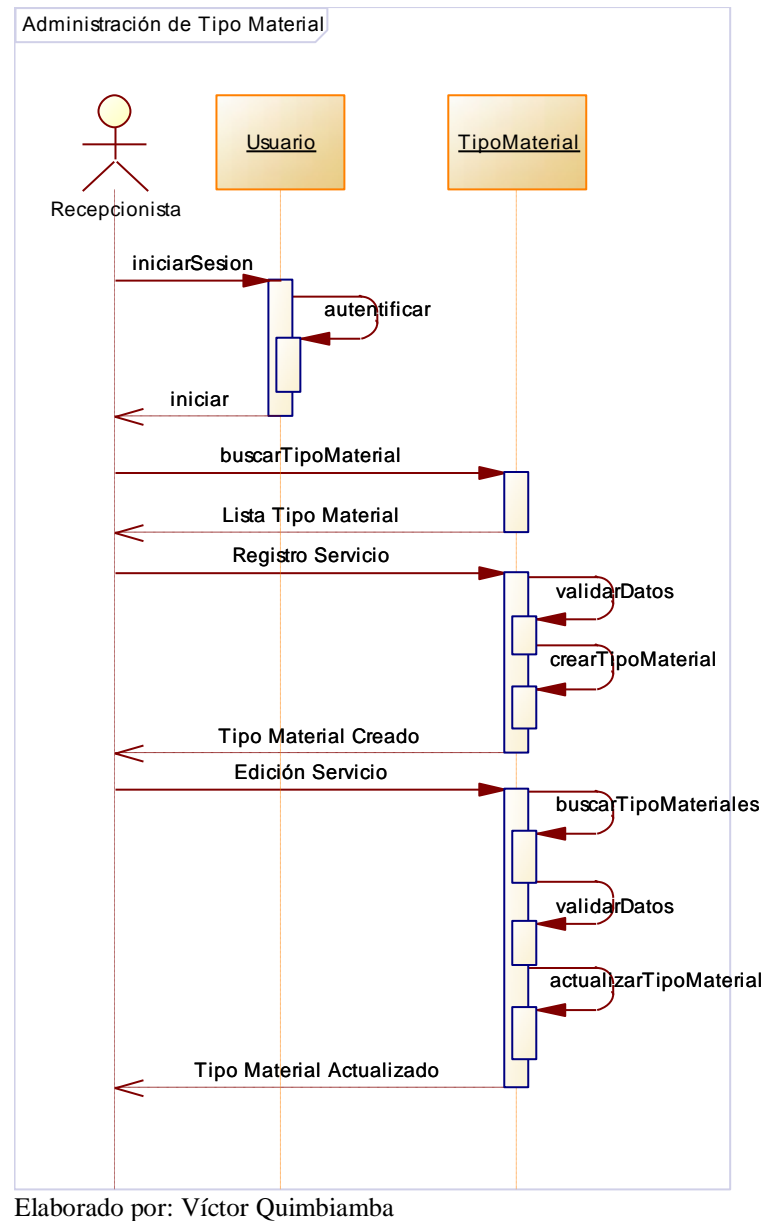 Administración de Tipo Material
Usuario
TipoMaterial
Recepcionista
iniciarSesion
autentificar
iniciar
buscarTipoMaterial
Lista Tipo Material
Registro Servicio
validarDatos
crearTipoMaterial
Tipo Material Creado
Edición Servicio
buscarTipoMateriales
validarDatos
actualizarTipoMaterial
Tipo Material Actualizado
Elaborado por: Víctor Quimbiamba